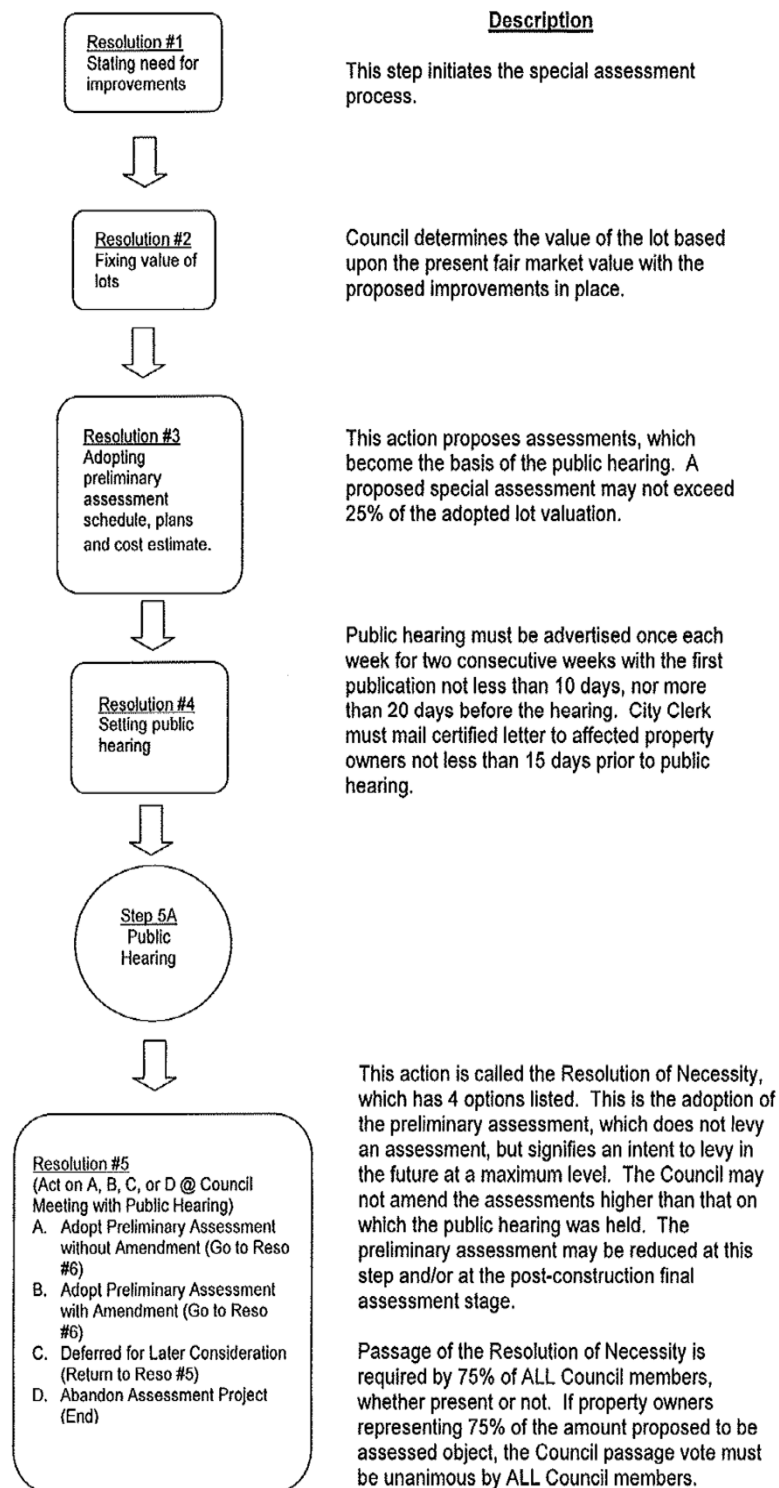 Description
Resolution #1
Stating need for
improvements
This step initiates the special assessment
process.
Resolution #2
Fixing value of
lots
Council determines the value of the lot based
upon the present fair market value with the
proposed improvements in place.
Resolution #3
Adopting
preliminary
assessment
schedule, plans
and cost estimate.
This action proposes assessments, which
become the basis of the public hearing. A
proposed special assessment may not exceed
25% of the adopted lot valuation.
Resolution #4
Setting public
hearing
Public hearing must be advertised once each
week for two consecutive weeks with the first
publication not less than 10 days, nor more
than 20 days before the hearing. City Clerk
must mail certified letter to affected property
owners not less than 15 days prior to public
hearing.
Step 5A
Public
Hearing
Resolution #5
(Act on A, B, C, or D @ Council
Meeting with Public Hearing)
A. Adopt Preliminary Assessment
without Amendment (Go to Reso
#6)
B. Adopt Preliminary Assessment
with Amendment (Go to Reso
#6)
C. Deferred for Later Consideration
(Return to Reso #5)
D. Abandon Assessment Project
(End)
This action is called the Resolution of Necessity,
which has 4 options listed. This is the adoption of
the preliminary assessment, which does not levy
an assessment, but signifies an intent to levy in
the future at a maximum level. The Council may
not amend the assessments higher than that on
which the public hearing was held. The
preliminary assessment may be reduced at this
step and/or at the post-construction final
assessment stage.
Passage of the Resolution of Necessity is
required by 75% of ALL Council members,
whether present or not. If property owners
representing 75% of the amount proposed to be
assessed object, the Council passage vote must
be unanimous by ALL Council members.